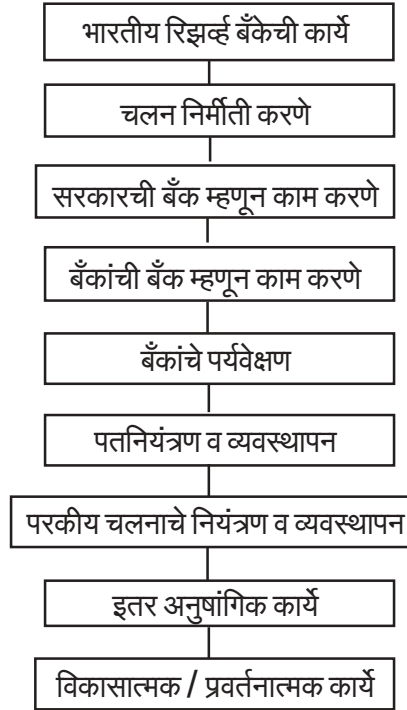 भारतीय रिझर्व्ह बँकेची कार्ये
चलन निर्मीती करणे
सरकारची बँक म्हणून काम करणे
बँकांची बँक म्हणून काम करणे
बँकांचे पर्यवेक्षण
पतनियंत्रण व व्यवस्थापन
परकीय चलनाचे नियंत्रण व व्यवस्थापन
इतर अनुषांगिक कार्ये
विकासात्मक / प्रवर्तनात्मक कार्ये